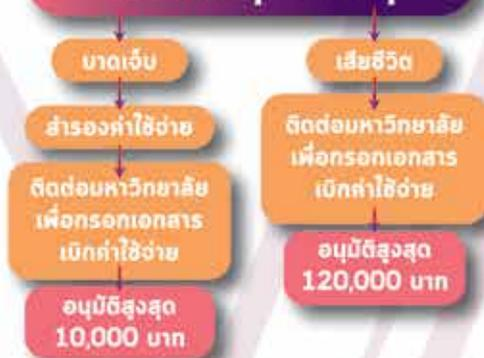 บาดเจ็บ
สำรองค่าใช้จ่าย
ติดต่อมหาวิทยาลัย
เพื่อกรอกเอกสาร
เบิกค่าใช้จ่าย
อนุมัติสูงสุด
10,000 บาท
เสียชีวิต
ติดต่อมหาวิทยาลัย
เพื่อกรอกเอกสาร
เบิกค่าใช้จ่าย
อนุมัติสูงสุด
120,000 บาท